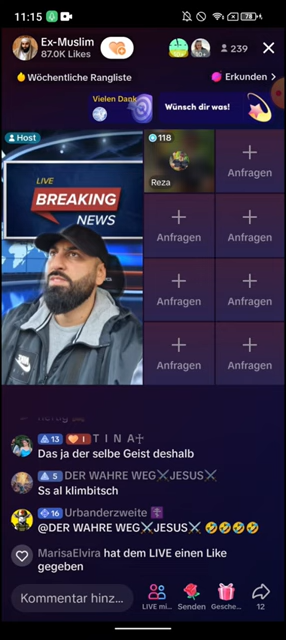 11:15
78
Ex-Muslim
87.0K Likes
239
Wöchentliche Rangliste
Erkunden >
Vielen Dank
Wünsch dir was!
Host
LIVE
BREAKING
NEWS
118
Reza
Anfragen
Anfragen
Anfragen
Anfragen
Anfragen
Anfragen
Anfragen
13 1 T I N A
Das ja der selbe Geist deshalb
5 DER WAHRE WEG⚔JESUS⚔
Ss al klimbitsch
16 Urbanderzweite
@DER WAHRE WEG⚔JESUS⚔ 🤣🤣🤣🤣
MarisaElvira hat dem LIVE einen Like
gegeben
Kommentar hinz...
LIVE mi...
Senden
Gesche...
12